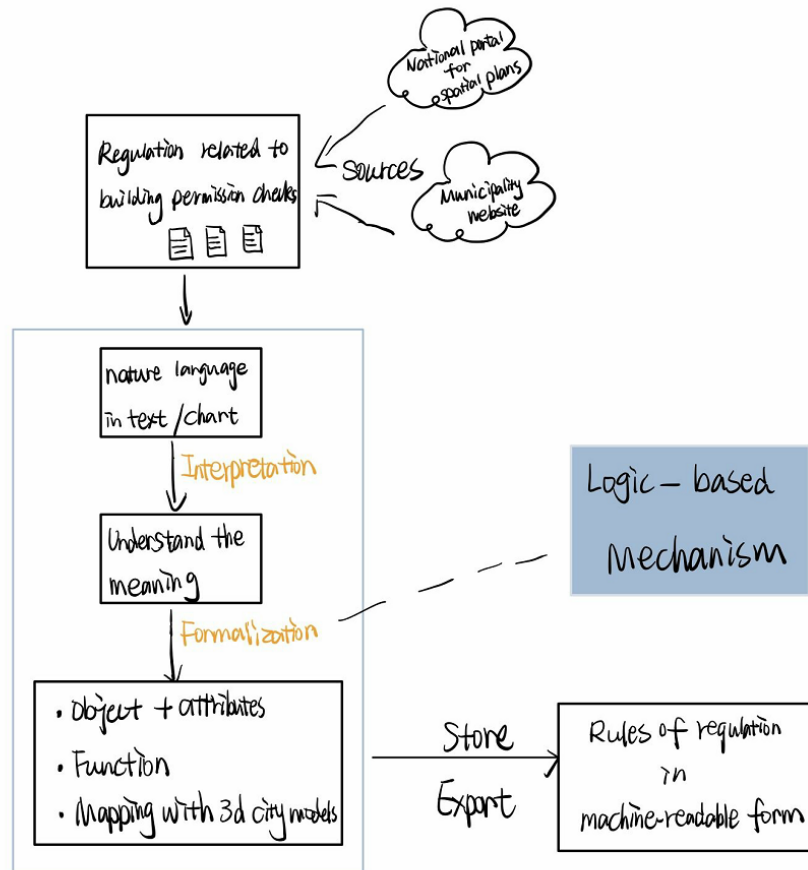 National portal
for
spatial plans
Regulation related to
building permission checks
Sources
Municipality
website
nature language
in text /chart
Interpretation
Understand the
meaning
Formalization
Logic-based
Mechanism
• Object + attributes
• Function
• Mapping with 3d city models
Store
Export
Rules of regulation
in
machine-readable form